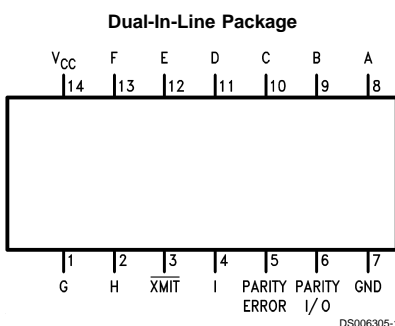 Dual-In-Line Package
VCC F E D C B A
14 13 12 11 10 9 8
1 2 3 4 5 6 7
G H XMIT I PARITY PARITY GND
ERROR I/O
DS006305-